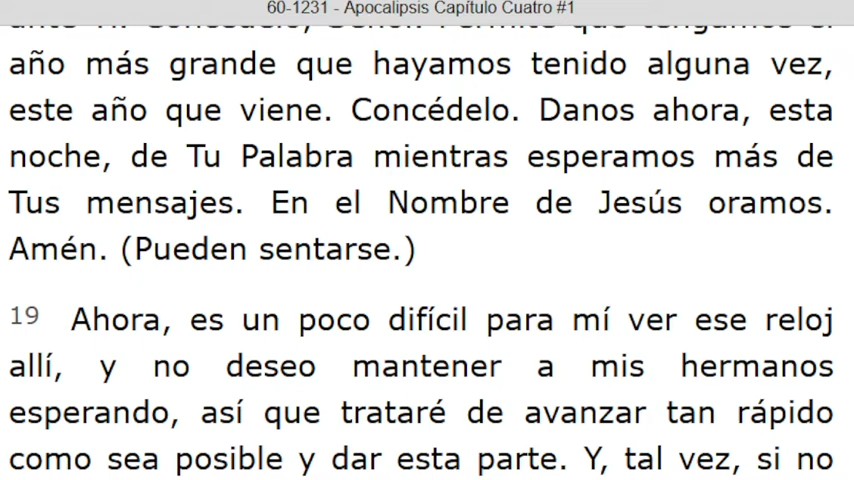 60-1231 - Apocalipsis Capítulo Cuatro #1
año más grande que hayamos tenido alguna vez,
este año que viene. Concédelo. Danos ahora, esta
noche, de Tu Palabra mientras esperamos más de
Tus mensajes. En el Nombre de Jesús oramos.
Amén. (Pueden sentarse.)
19 Ahora, es un poco difícil para mí ver ese reloj
allí, y no deseo mantener a mis hermanos
esperando, así que trataré de avanzar tan rápido
como sea posible y dar esta parte. Y, tal vez, si no